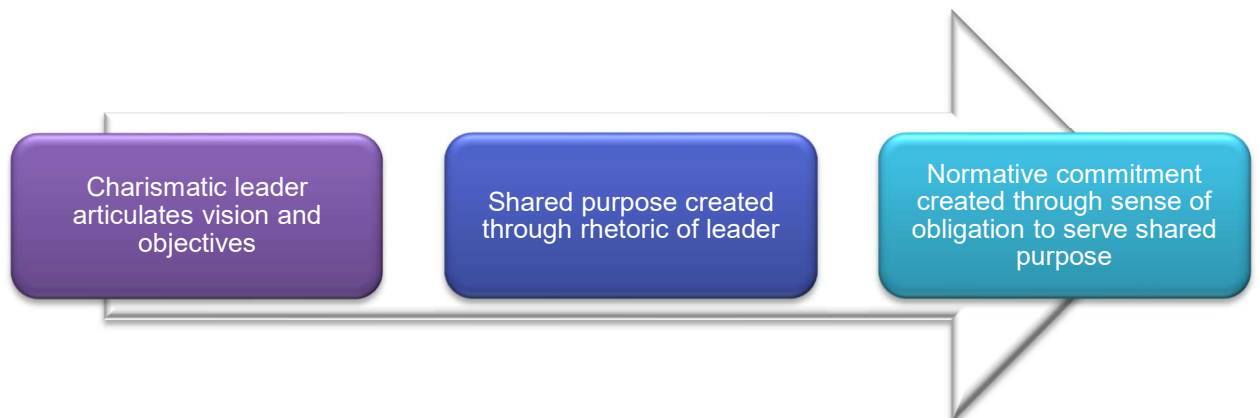 Charismatic leader
articulates vision and
objectives
Shared purpose created
through rhetoric of leader
Normative commitment
created through sense of
obligation to serve shared
purpose